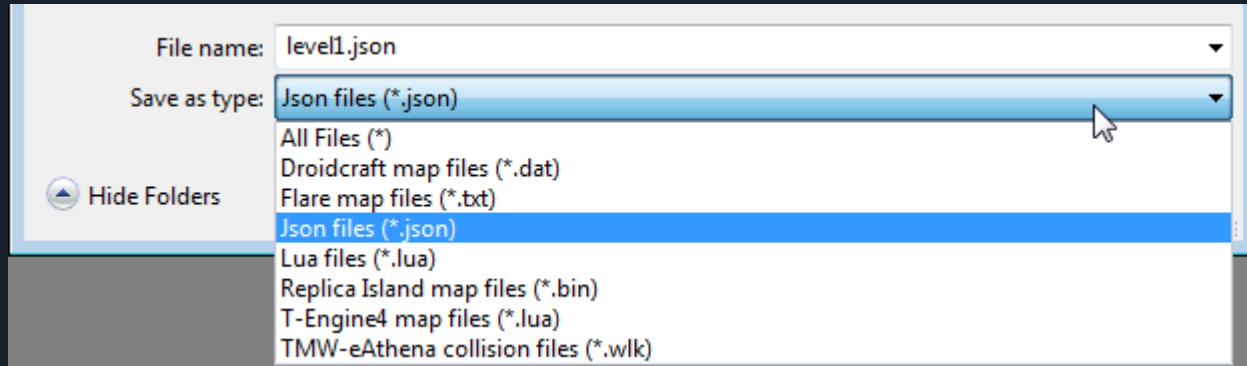 File name: level1.json
Save as type: Json files (*.json)
All Files (*)
Droidcraft map files (*.dat)
Flare map files (*.txt)
Hide Folders
Json files (*.json)
Lua files (*.lua)
Replica Island map files (*.bin)
T-Engine4 map files (*.lua)
TMW-eAthena collision files (*.wlk)